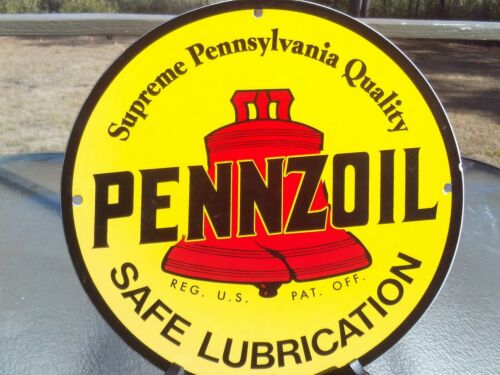 Supreme Pennsylvania Quality
PENNZOIL
REG. U.S. PAT. OFF.
SAFE LUBRICATION